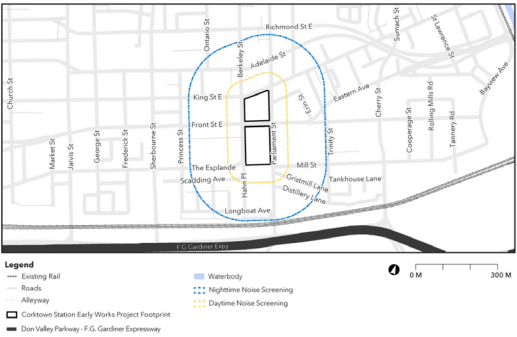 Richmond St E
Ontario St
Berkeley St
Adelaide St
Sumach St
St Lawrence St
Bayview Ave
Church St
King St E
Erin St
Eastern Ave
Cherry St
Rolling Mills Rd
Tannery Rd
Cooperage St
Front St E
Parliament St
Trinity St
Market St
Jarvis St
George St
Frederick St
Sherbourne St
Princess St
The Esplande
Mill St
Scadding Ave
Hahn Pl
Gristmill Lane
Tankhouse Lane
Distillery Lane
Longboat Ave
F.G. Gardiner Expy
Legend
Existing Rail
Roads
Alleyway
Corktown Station Early Works Project Footprint
Don Valley Parkway - F.G. Gardiner Expressway
Waterbody
Nighttime Noise Screening
Daytime Noise Screening
0 M 300 M